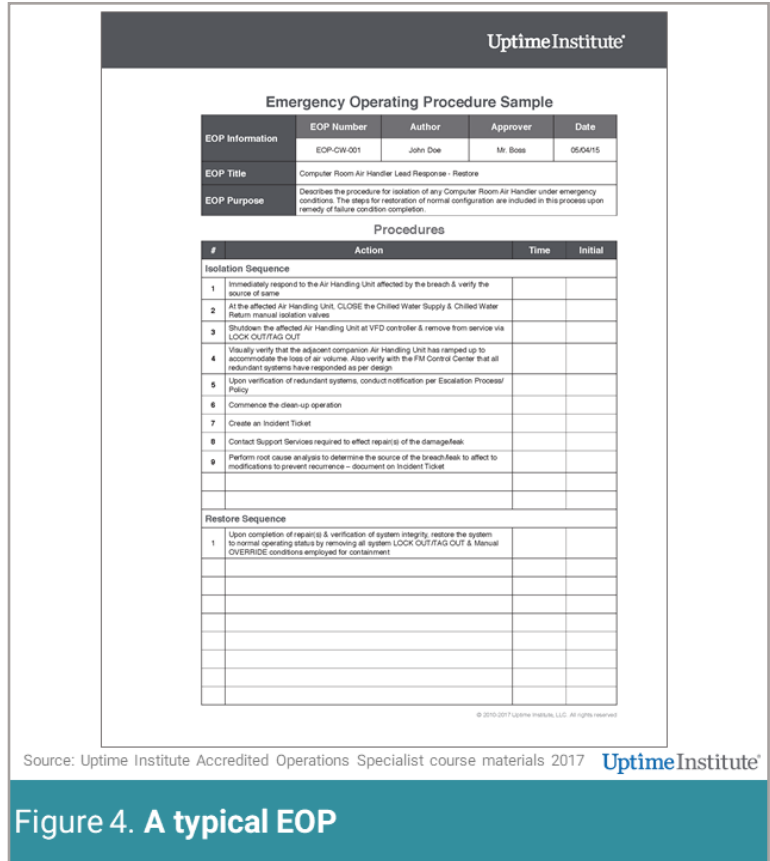 Uptime Institute®
Emergency Operating Procedure Sample
EOP Information
EOP Number Author Approver Date
EOP-CW-001 John Doe Mr. Boss 05/04/15
EOP Title Computer Room Air Handler Lead Response - Restore
EOP Purpose
Describes the procedure for isolation of any Computer Room Air Handler under emergency
conditions. The steps for restoration of normal configuration are included in this process upon
remedy of failure condition completion.
Procedures
# Action Time Initial
Isolation Sequence
1 Immediately respond to the Air Handling Unit affected by the breach & verify the
source of same
2 At the affected Air Handling Unit, CLOSE the Chilled Water Supply & Chilled Water
Return manual isolation valves
3 Shutdown the affected Air Handling Unit at VFD controller & remove from service via
LOCK OUT/TAG OUT
4 Visually verify that the adjacent companion Air Handling Unit has ramped up to
accommodate the loss of air volume. Also verify with the FM Control Center that all
redundant systems have responded as per design
5 Upon verification of redundant systems, conduct notification per Escalation Process/
Policy
6 Commence the clean-up operation
7 Create an Incident Ticket
8 Contact Support Services required to effect repair(s) of the damage/leak
9 Perform root cause analysis to determine the source of the breach/leak to affect to
modifications to prevent recurrence – document on Incident Ticket
Restore Sequence
1 Upon completion of repair(s) & verification of system integrity, restore the system
to normal operating status by removing all system LOCK OUT/TAG OUT & Manual
OVERRIDE conditions employed for containment
© 2010-2017 Uptime Institute, LLC. All rights reserved
Source: Uptime Institute Accredited Operations Specialist course materials 2017 Uptime Institute®
Figure 4. A typical EOP